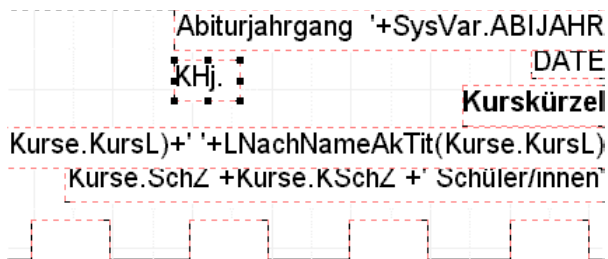 Abiturjahrgang '+SysVar.ABIJAHR
DATE
KHj.
Kurskürzel
Kurse.KursL)+' '+LNachNameAkTit(Kurse.KursL)
Kurse.SchZ +Kurse.KSchZ +' Schüler/innen'